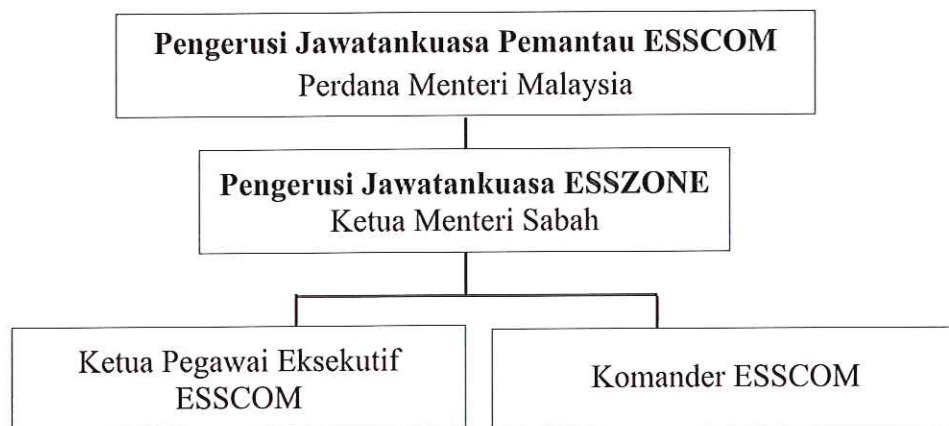 Pengerusi Jawatankuasa Pemantau ESSCOM
Perdana Menteri Malaysia
Pengerusi Jawatankuasa ESSZONE
Ketua Menteri Sabah
Ketua Pegawai Eksekutif
ESSCOM
Komander ESSCOM